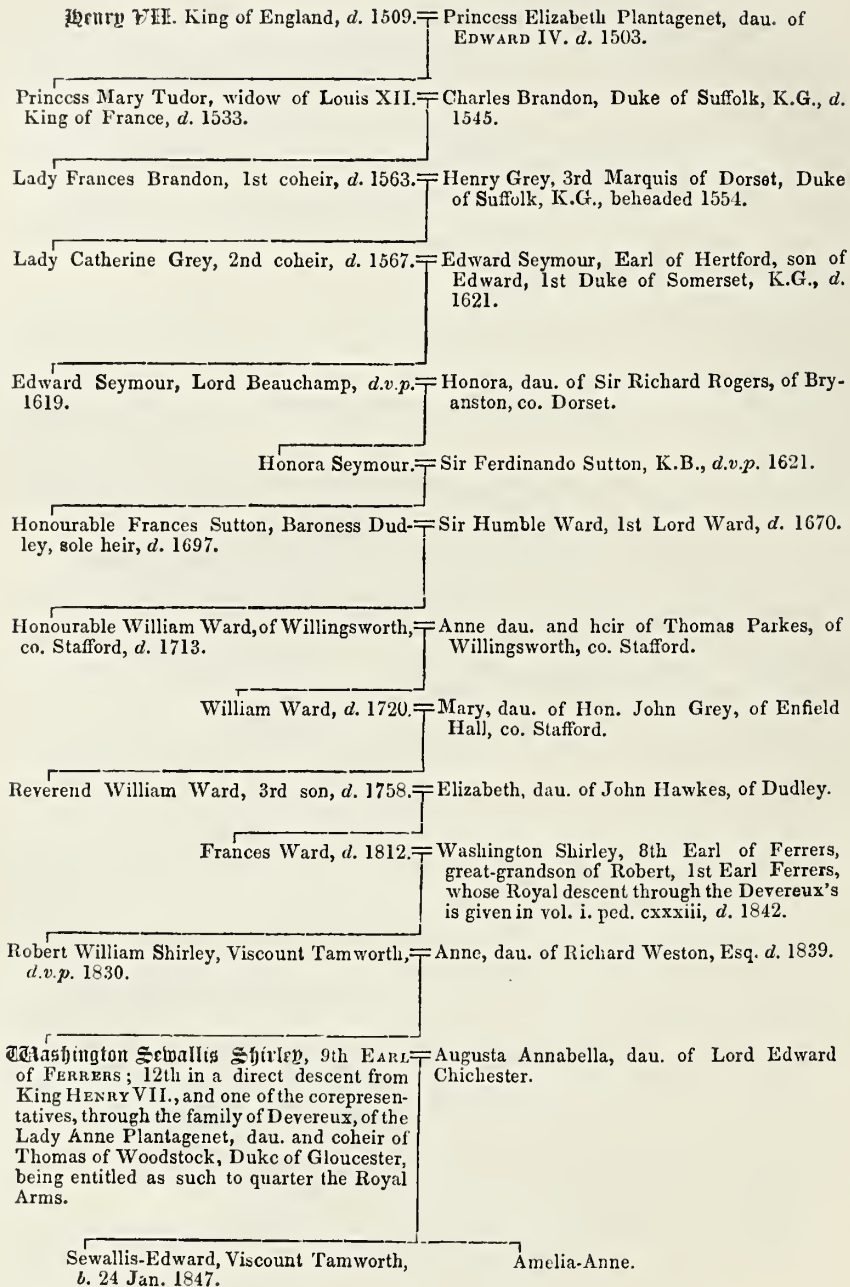 Henry VII. King of England, d. 1509.
Princess Elizabeth Plantagenet, dau. of
EDWARD IV. d. 1503.
Princess Mary Tudor, widow of Louis XII.
King of France, d. 1533.
Charles Brandon, Duke of Suffolk, K.G., d.
1545.
Lady Frances Brandon, 1st coheir, d. 1563.
Henry Grey, 3rd Marquis of Dorset, Duke
of Suffolk, K.G., beheaded 1554.
Lady Catherine Grey, 2nd coheir, d. 1567.
Edward Seymour, Earl of Hertford, son of
Edward, 1st Duke of Somerset, K.G., d.
1621.
Edward Seymour, Lord Beauchamp, d.v.p.
1619.
Honora, dau. of Sir Richard Rogers, of Bry-
anston, co. Dorset.
Honora Seymour.
Sir Ferdinando Sutton, K.B., d.v.p. 1621.
Honourable Frances Sutton, Baroness Dud-
ley, sole heir, d. 1697.
Sir Humble Ward, 1st Lord Ward, d. 1670.
Honourable William Ward, of Willingsworth,
co. Stafford, d. 1713.
Anne dau. and heir of Thomas Parkes, of
Willingsworth, co. Stafford.
William Ward, d. 1720.
Mary, dau. of Hon. John Grey, of Enfield
Hall, co. Stafford.
Reverend William Ward, 3rd son, d. 1758.
Elizabeth, dau. of John Hawkes, of Dudley.
Frances Ward, d. 1812.
Washington Shirley, 8th Earl of Ferrers,
great-grandson of Robert, 1st Earl Ferrers,
whose Royal descent through the Devereux's
is given in vol. i. ped. cxxxiii, d. 1842.
Robert William Shirley, Viscount Tamworth,
d.v.p. 1830.
Anne, dau. of Richard Weston, Esq. d. 1839.
Washington Sewallis Shirley, 9th EARL
of FERRERS; 12th in a direct descent from
King HENRY VII., and one of the corepresen-
tatives, through the family of Devereux, of the
Lady Anne Plantagenet, dau. and coheir of
Thomas of Woodstock, Duke of Gloucester,
being entitled as such to quarter the Royal
Arms.
Augusta Annabella, dau. of Lord Edward
Chichester.
Sewallis-Edward, Viscount Tamworth,
b. 24 Jan. 1847.
Amelia-Anne.